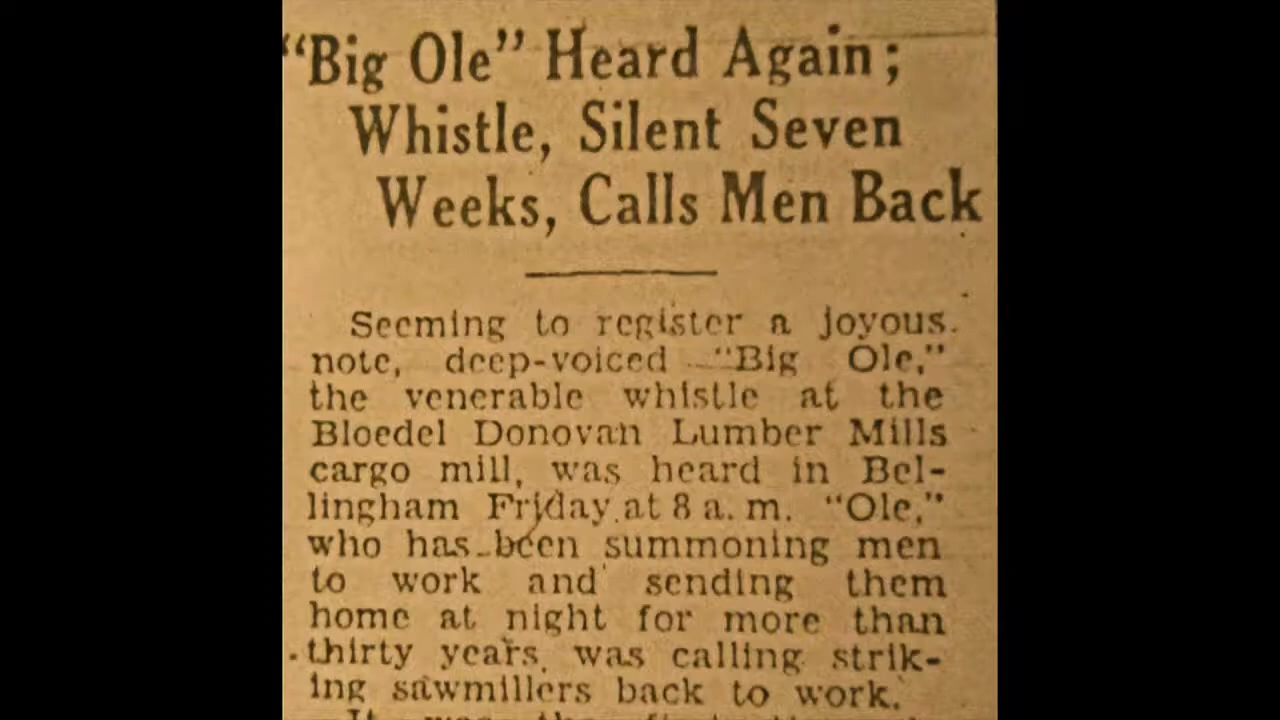 "Big Ole" Heard Again;
Whistle, Silent Seven
Weeks, Calls Men Back
Seeming to register a joyous
note, deep-voiced "Big Ole,"
the venerable whistle at the
Bloedel Donovan Lumber Mills
cargo mill, was heard in Bel-
lingham Friday at 8 a. m. "Ole,"
who has been summoning men
to work and sending them
home at night for more than
thirty years, was calling strik-
ing sawmillers back to work.
It was the